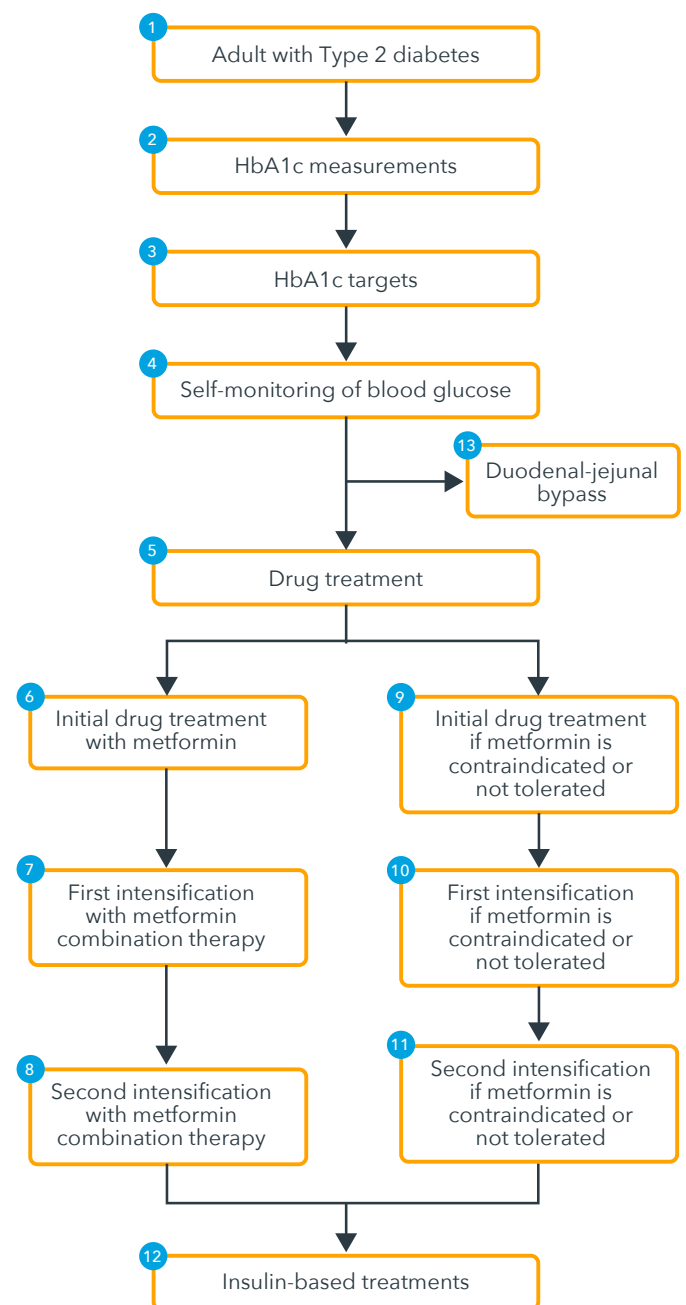 1
Adult with Type 2 diabetes
2
HbA1c measurements
3
HbA1c targets
4
Self-monitoring of blood glucose
13
Duodenal-jejunal
bypass
5
Drug treatment
6
Initial drug treatment
with metformin
9
Initial drug treatment
if metformin is
contraindicated or
not tolerated
7
First intensification
with metformin
combination therapy
10
First intensification
if metformin is
contraindicated or
not tolerated
8
Second intensification
with metformin
combination therapy
11
Second intensification
if metformin is
contraindicated or
not tolerated
12
Insulin-based treatments